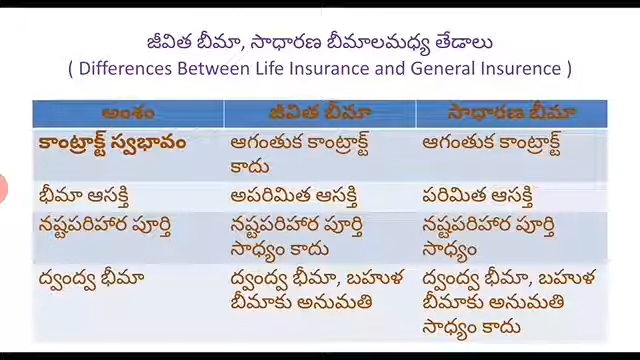 జీవిత బీమా, సాధారణ బీమాలమధ్య తేడాలు
( Differences Between Life Insurance and General Insurence )
అంశం జీవిత బీమా సాధారణ బీమా
కాంట్రాక్ట్ స్వభావం ఆగంతుక కాంట్రాక్ట్ ఆగంతుక కాంట్రాక్ట్
కాదు
భీమా ఆసక్తి అపరిమిత ఆసక్తి పరిమిత ఆసక్తి
నష్టపరిహార పూర్తి నష్టపరిహార పూర్తి నష్టపరిహార పూర్తి
సాధ్యం కాదు సాధ్యం
ద్వంద్వ భీమా ద్వంద్వ భీమా, బహుళ ద్వంద్వ భీమా, బహుళ
బీమాకు అనుమతి బీమాకు అనుమతి
సాధ్యం కాదు